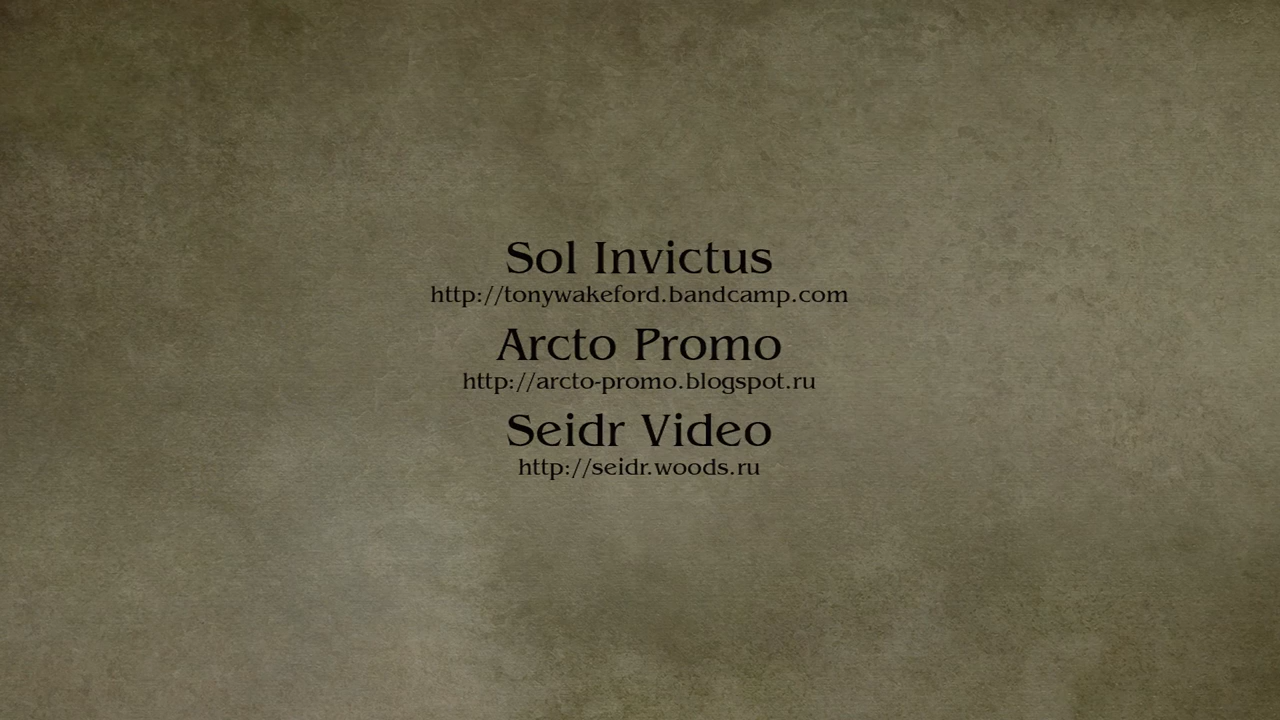 Sol Invictus
http://tonywakeford.bandcamp.com
Arcto Promo
http://arcto-promo.blogspot.ru
Seidr Video
http://seidr.woods.ru